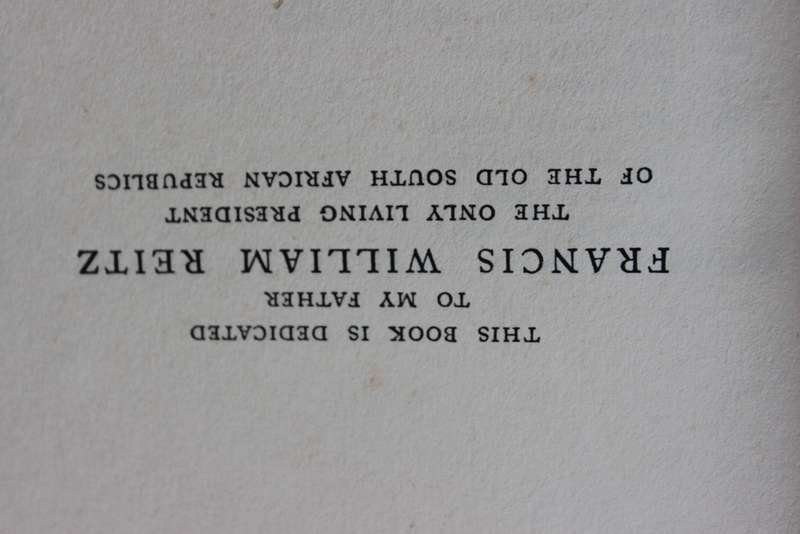 THIS BOOK IS DEDICATED
TO MY FATHER
FRANCIS WILLIAM REITZ
THE ONLY LIVING PRESIDENT
OF THE OLD SOUTH AFRICAN REPUBLICS